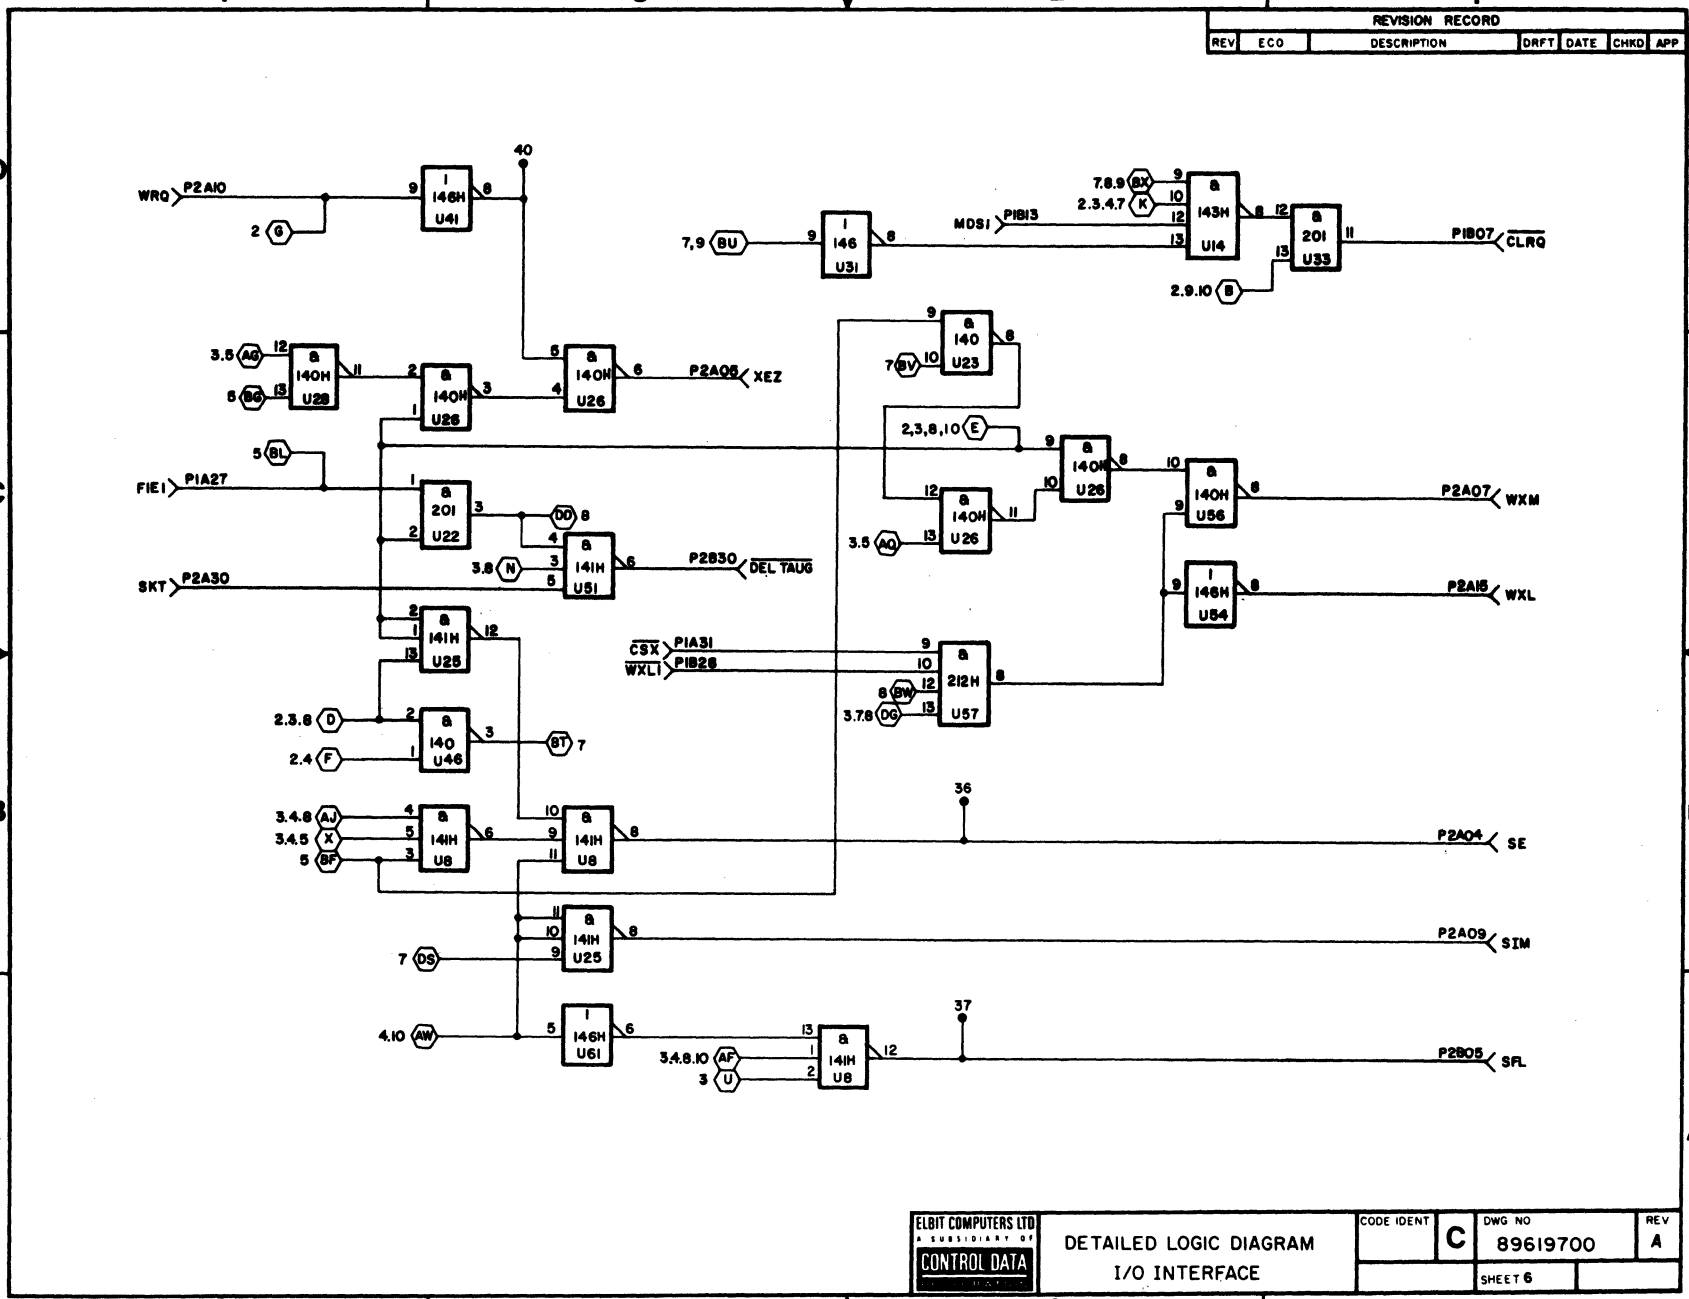 REVISION RECORD
REV ECO DESCRIPTION DRFT DATE CHKD APP
40
WRQ P2A10 9 1 146H U41 8
2 G
7.8.9 BX 9
2.3.4.7 K 10
MDS1 P1B13 12
13
& 143H U14 8
12 & 201 U33 11
13
P1B07 CLRQ
2.9.10 B
7,9 BU 9 1 146 U31 8
9 & 140 U23 8
7 BV 10
3.5 AG 12 & 140H U28 11
5 BG 13
2 & 140H U26 3
1
5 & 140H U26 6
4
P2A06 XEZ
2,3,8,10 E
9 & 140H U26 8
10
10 & 140H U56 8
9
P2A07 WXM
5 BL
FIE1 P1A27 1 & 201 U22 3
2
DD 8
12 & 140H U26 11
3.5 AQ 13
4 & 141H U51 6
3.8 N 3
5
P2B30 DEL TAUG
SKT P2A30
9 1 146H U54 8
P2A15 WXL
2 & 141H U25 12
1
13
CSX P1A31 9
WXL1 P1B26 10
8 BW 12
3.7.8 DG 13
& 212H U57 8
2.3.8 D 2 & 140 U46 3
2.4 F 1
BT 7
3.4.8 AJ 4
3.4.5 X 5
5 BF 3
& 141H U8 6
10 & 141H U8 8
9
11
36
P2A04 SE
11 & 141H U25 8
10
7 DS 9
P2A09 SIM
4.10 AW 5 1 146H U61 6
3.4.8.10 AF 1
3 U 2
13 & 141H U8 12
37
P2B05 SFL
ELBIT COMPUTERS LTD
A SUBSIDIARY OF
CONTROL DATA
DETAILED LOGIC DIAGRAM
I/O INTERFACE
CODE IDENT
C
DWG NO
89619700
REV
A
SHEET 6